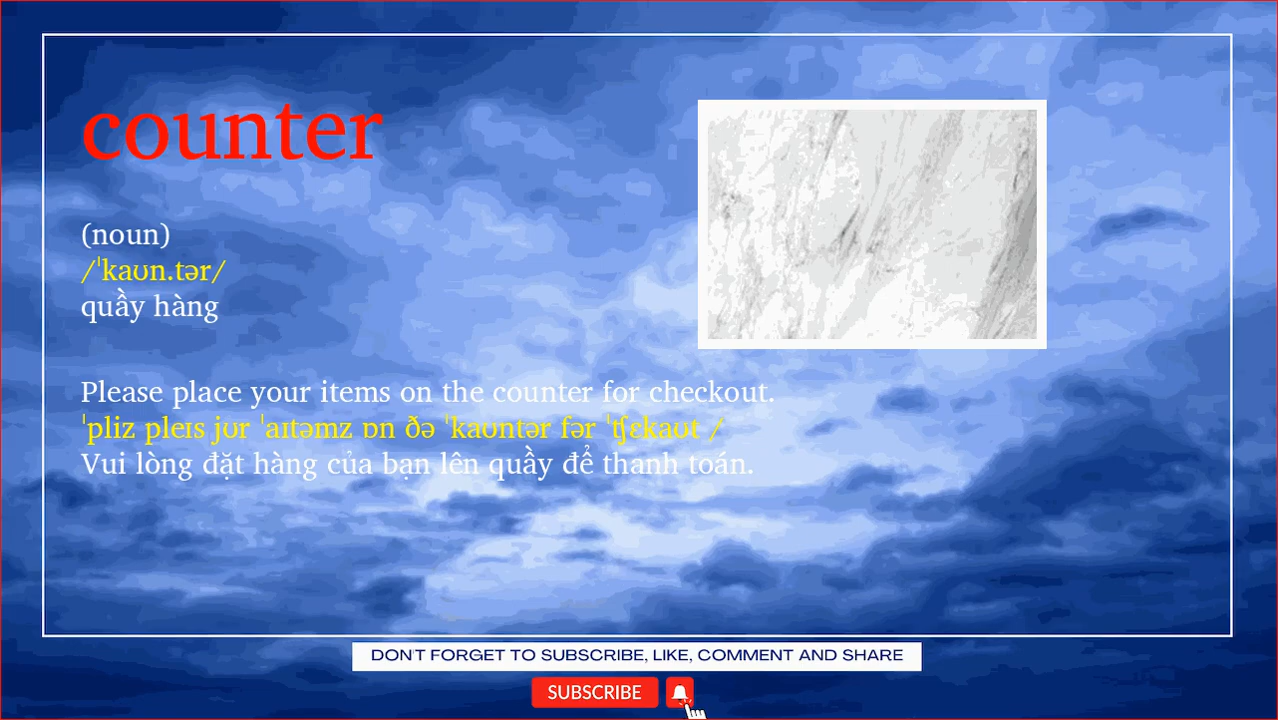 counter
(noun)
/ˈkaʊn.tər/
quầy hàng
Please place your items on the counter for checkout.
ˈpliz pleɪs jʊr ˈaɪtəmz ɒn ðə ˈkaʊntər fər ˈʧɛkaʊt /
Vui lòng đặt hàng của bạn lên quầy để thanh toán.
DON'T FORGET TO SUBSCRIBE, LIKE, COMMENT AND SHARE
SUBSCRIBE